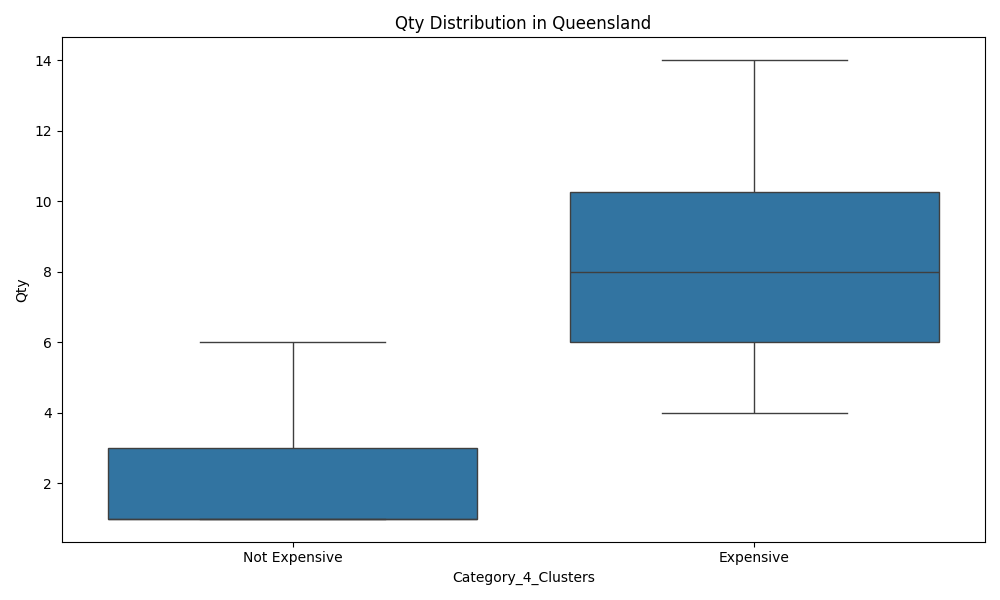 Qty Distribution in Queensland
14
12
10
8
6
4
2
Qty
Not Expensive
Expensive
Category_4_Clusters